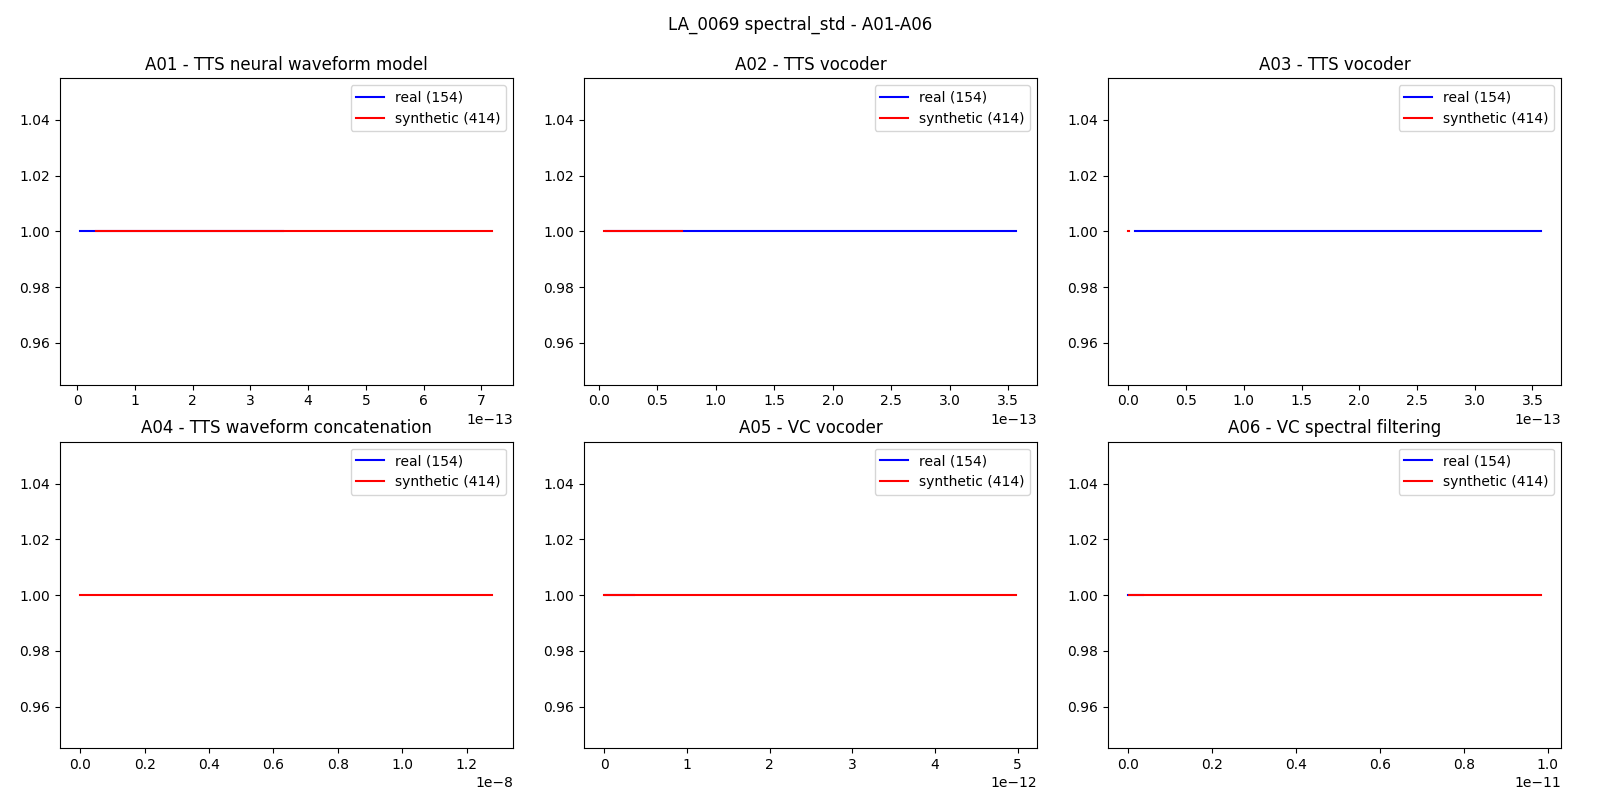 LA_0069 spectral_std - A01-A06
A01 - TTS neural waveform model
real (154)
synthetic (414)
1.04
1.02
1.00
0.98
0.96
0 1 2 3 4 5 6 7
1e−13
A02 - TTS vocoder
real (154)
synthetic (414)
1.04
1.02
1.00
0.98
0.96
0.0 0.5 1.0 1.5 2.0 2.5 3.0 3.5
1e−13
A03 - TTS vocoder
real (154)
synthetic (414)
1.04
1.02
1.00
0.98
0.96
0.0 0.5 1.0 1.5 2.0 2.5 3.0 3.5
1e−13
A04 - TTS waveform concatenation
real (154)
synthetic (414)
1.04
1.02
1.00
0.98
0.96
0.0 0.2 0.4 0.6 0.8 1.0 1.2
1e−8
A05 - VC vocoder
real (154)
synthetic (414)
1.04
1.02
1.00
0.98
0.96
0 1 2 3 4 5
1e−12
A06 - VC spectral filtering
real (154)
synthetic (414)
1.04
1.02
1.00
0.98
0.96
0.0 0.2 0.4 0.6 0.8 1.0
1e−11